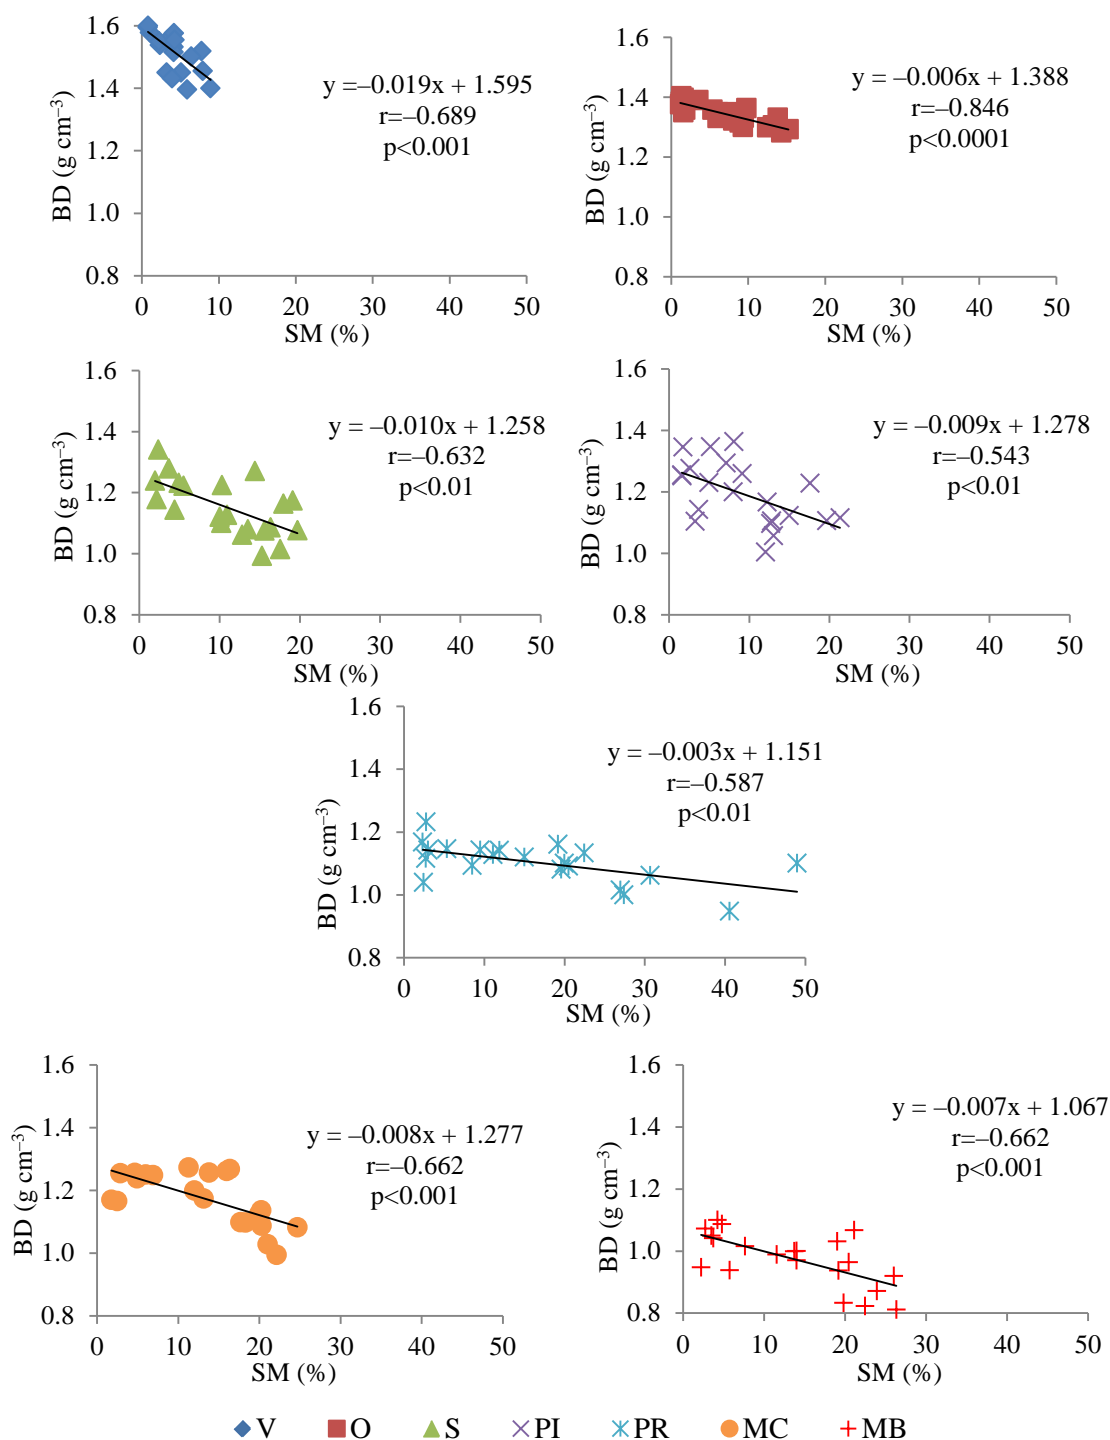 1.6
1.4
1.2
1.0
0.8
BD (g cm⁻³)
0 10 20 30 40 50
SM (%)
y =–0.019x + 1.595
r=–0.689
p<0.001
1.6
1.4
1.2
1.0
0.8
BD (g cm⁻³)
0 10 20 30 40 50
SM (%)
y = –0.006x + 1.388
r=–0.846
p<0.0001
1.6
1.4
1.2
1.0
0.8
BD (g cm⁻³)
0 10 20 30 40 50
SM (%)
y = –0.010x + 1.258
r=–0.632
p<0.01
1.6
1.4
1.2
1.0
0.8
BD (g cm⁻³)
0 10 20 30 40 50
SM (%)
y = –0.009x + 1.278
r=–0.543
p<0.01
1.6
1.4
1.2
1.0
0.8
BD (g cm⁻³)
0 10 20 30 40 50
SM (%)
y = –0.003x + 1.151
r=–0.587
p<0.01
1.6
1.4
1.2
1.0
0.8
BD (g cm⁻³)
0 10 20 30 40 50
SM (%)
y = –0.008x + 1.277
r=–0.662
p<0.001
1.6
1.4
1.2
1.0
0.8
BD (g cm⁻³)
0 10 20 30 40 50
SM (%)
y = –0.007x + 1.067
r=–0.662
p<0.001
V O S PI PR MC MB